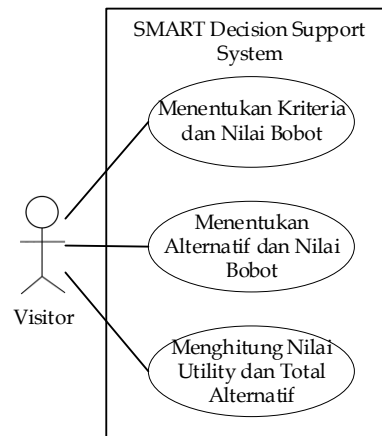 SMART Decision Support
System
Menentukan Kriteria
dan Nilai Bobot
Menentukan
Alternatif dan Nilai
Bobot
Visitor
Menghitung Nilai
Utility dan Total
Alternatif